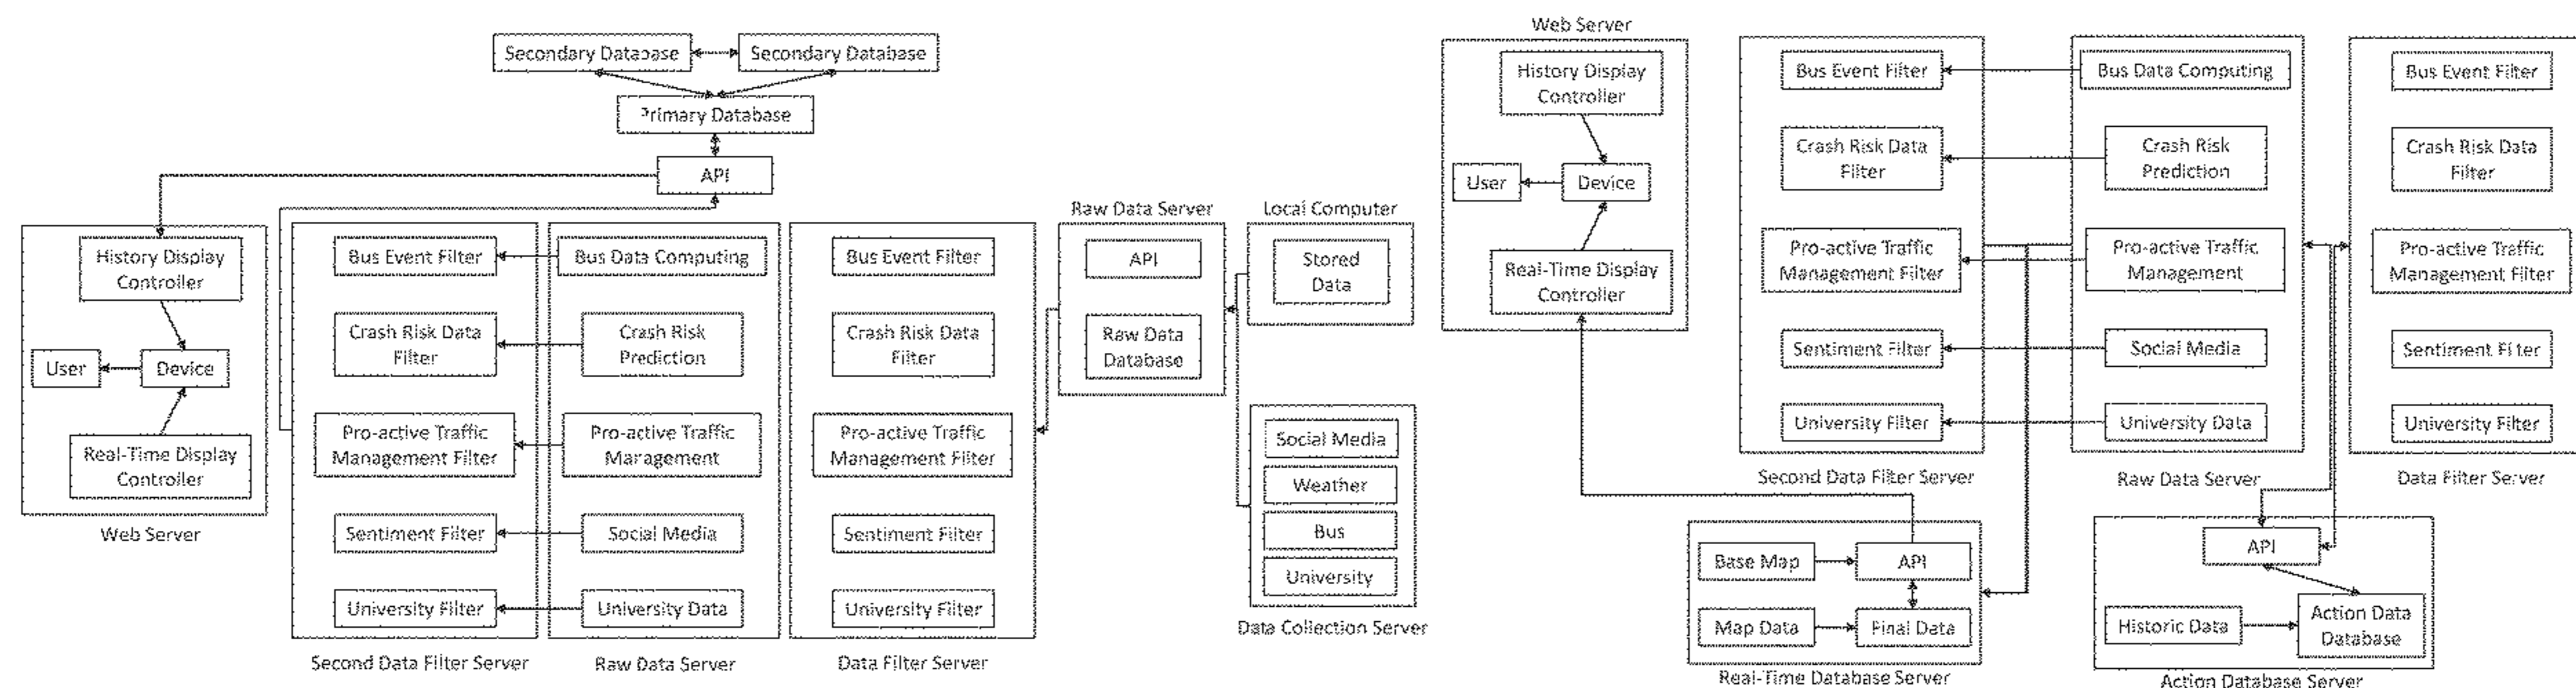 Secondary Database
Secondary Database
Primary Database
API
History Display
Controller
User
Device
Real-Time Display
Controller
Web Server
Bus Event Filter
Crash Risk Data
Filter
Pro-active Traffic
Management Filter
Sentiment Filter
University Filter
Second Data Filter Server
Bus Data Computing
Crash Risk
Prediction
Pro-active Traffic
Maragement
Social Media
University Data
Raw Data Server
Bus Event Filter
Crash Risk Data
Filter
Pro-active Traffic
Management Filter
Sentiment Filter
University Filter
Data Filter Server
Raw Data Server
API
Raw Data
Database
Local Computer
Stored
Data
Social Media
Weather
Bus
University
Data Collection Server
Web Server
History Display
Controller
User
Device
Real-Time Display
Controller
Bus Event Filter
Crash Risk Data
Filter
Pro-active Traffic
Management Filter
Sentiment Filter
University Filter
Second Data Filter Server
Bus Data Computing
Crash Risk
Prediction
Pro-active Traffic
Management
Social Media
University Data
Raw Data Server
Bus Event Filter
Crash Risk Data
Filter
Pro-active Traffic
Management Filter
Sentiment Filter
University Filter
Data Filter Server
Base Map
API
Map Data
Final Data
Real-Time Database Server
API
Historic Data
Action Data
Database
Action Database Server